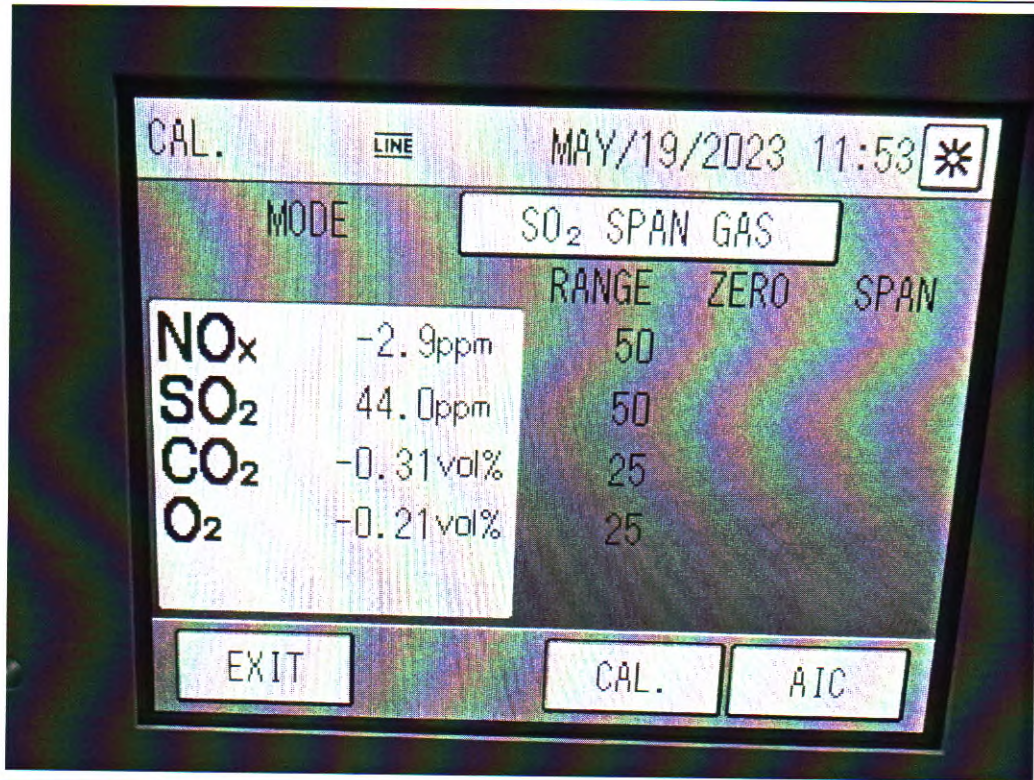 CAL. LINE MAY/19/2023 11:53
MODE SO₂ SPAN GAS
RANGE ZERO SPAN
NOx -2.9ppm 50
SO₂ 44.0ppm 50
CO₂ -0.31vol% 25
O₂ -0.21vol% 25
EXIT CAL. AIC